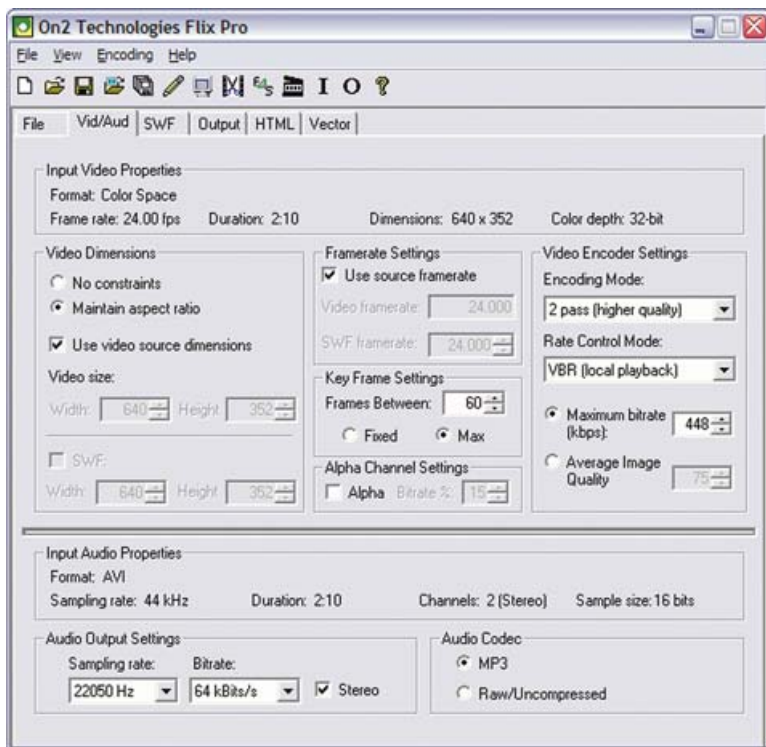 On2 Technologies Flix Pro
File View Encoding Help
File Vid/Aud SWF Output HTML Vector
Input Video Properties
Format: Color Space
Frame rate: 24.00 fps Duration: 2:10 Dimensions: 640 x 352 Color depth: 32-bit
Video Dimensions
No constraints
Maintain aspect ratio
Use video source dimensions
Video size:
Width: 640 Height 352
SWF:
Width: 640 Height 352
Framerate Settings
Use source framerate
Video framerate: 24.000
SWF framerate: 24.000
Key Frame Settings
Frames Between: 60
Fixed Max
Alpha Channel Settings
Alpha Bitrate %: 15
Video Encoder Settings
Encoding Mode:
2 pass (higher quality)
Rate Control Mode:
VBR (local playback)
Maximum bitrate
(kbps): 448
Average Image
Quality 75
Input Audio Properties
Format: AVI
Sampling rate: 44 kHz Duration: 2:10 Channels: 2 (Stereo) Sample size: 16 bits
Audio Output Settings
Sampling rate: Bitrate:
22050 Hz 64 kBits/s Stereo
Audio Codec
MP3
Raw/Uncompressed